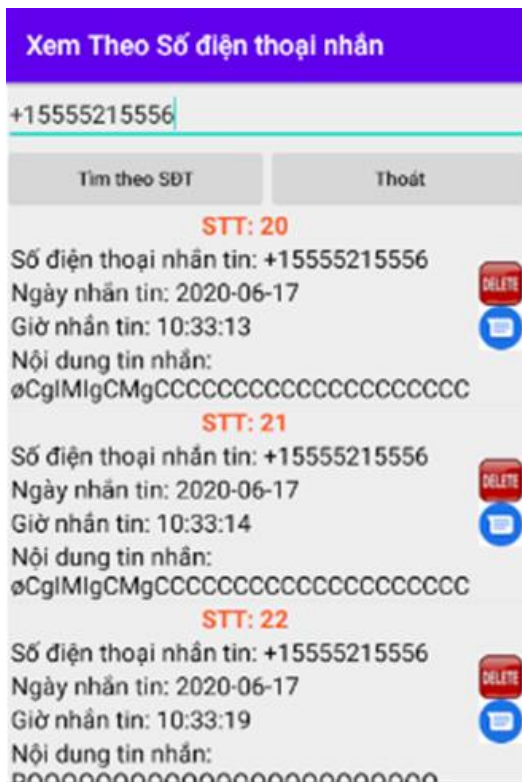 Xem Theo Số điện thoại nhắn
+15555215556
Tìm theo SĐT Thoát
STT: 20
Số điện thoại nhắn tin: +15555215556
Ngày nhắn tin: 2020-06-17
DELETE
Giờ nhắn tin: 10:33:13
Nội dung tin nhắn:
øCgIMIgCMgCCCCCCCCCCCCCCCCCCCCC
STT: 21
Số điện thoại nhắn tin: +15555215556
Ngày nhắn tin: 2020-06-17
DELETE
Giờ nhắn tin: 10:33:14
Nội dung tin nhắn:
øCgIMIgCMgCCCCCCCCCCCCCCCCCCCCC
STT: 22
Số điện thoại nhắn tin: +15555215556
Ngày nhắn tin: 2020-06-17
DELETE
Giờ nhắn tin: 10:33:19
Nội dung tin nhắn: